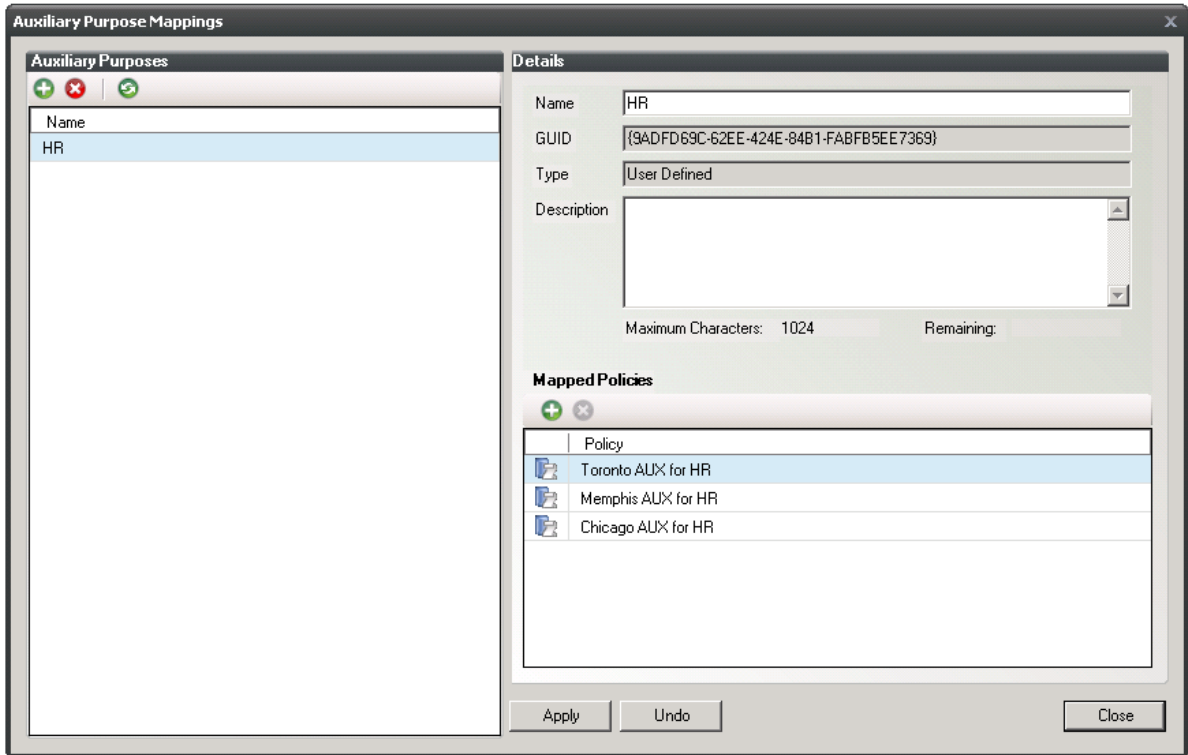 Auxiliary Purpose Mappings
X
Auxiliary Purposes
Name
HR
Details
Name HR
GUID {9ADFD69C-62EE-424E-84B1-FABFB5EE7369}
Type User Defined
Description
Maximum Characters: 1024 Remaining:
Mapped Policies
Policy
Toronto AUX for HR
Memphis AUX for HR
Chicago AUX for HR
Apply Undo Close